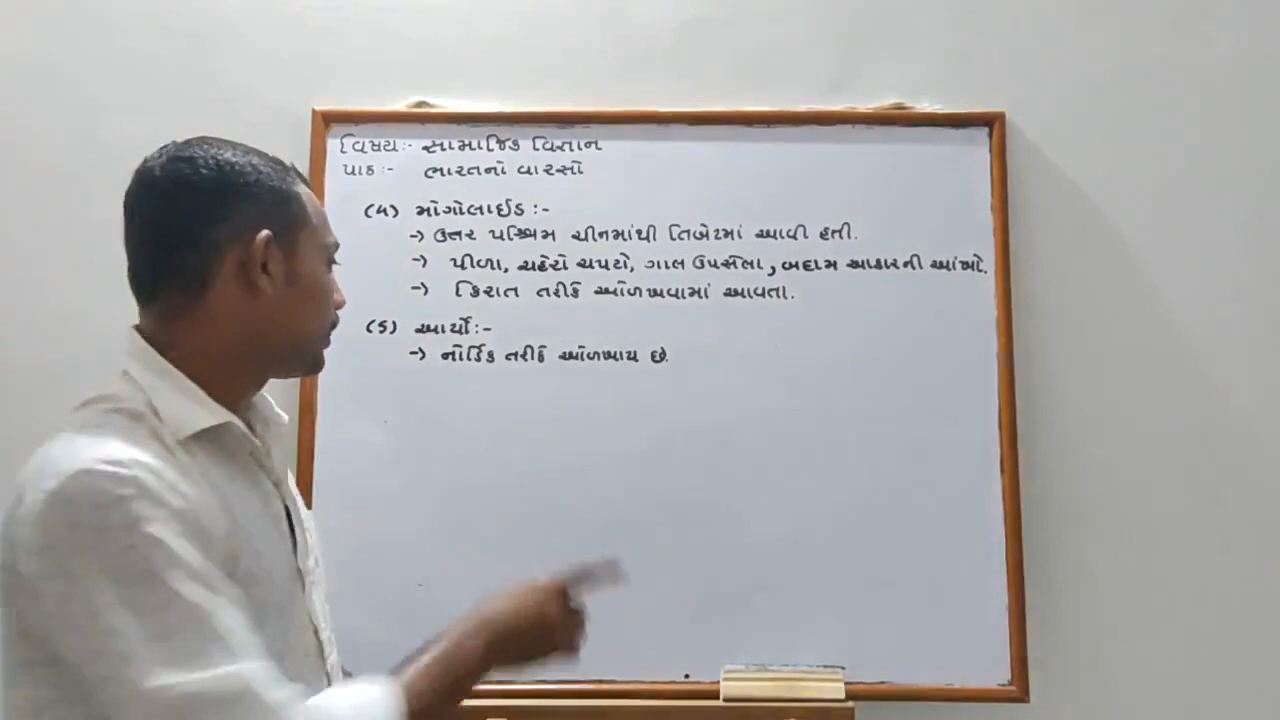 વિષય:- સામાજિક વિજ્ઞાન
પાઠ:- ભારતનો વારસો
(4) મોંગોલાઈડ:-
-> ઉત્તર પશ્ચિમ ચીનમાંથી તિબેટમાં આવી હતી.
-> પીળા, ચહેરો ચપટો, ગાલ ઉપસેલા, બદામ આકારની આંખો.
-> કિરાત તરીકે ઓળખવામાં આવતા.
(5) આર્યો:-
-> નોર્ડિક તરીકે ઓળખાય છે.